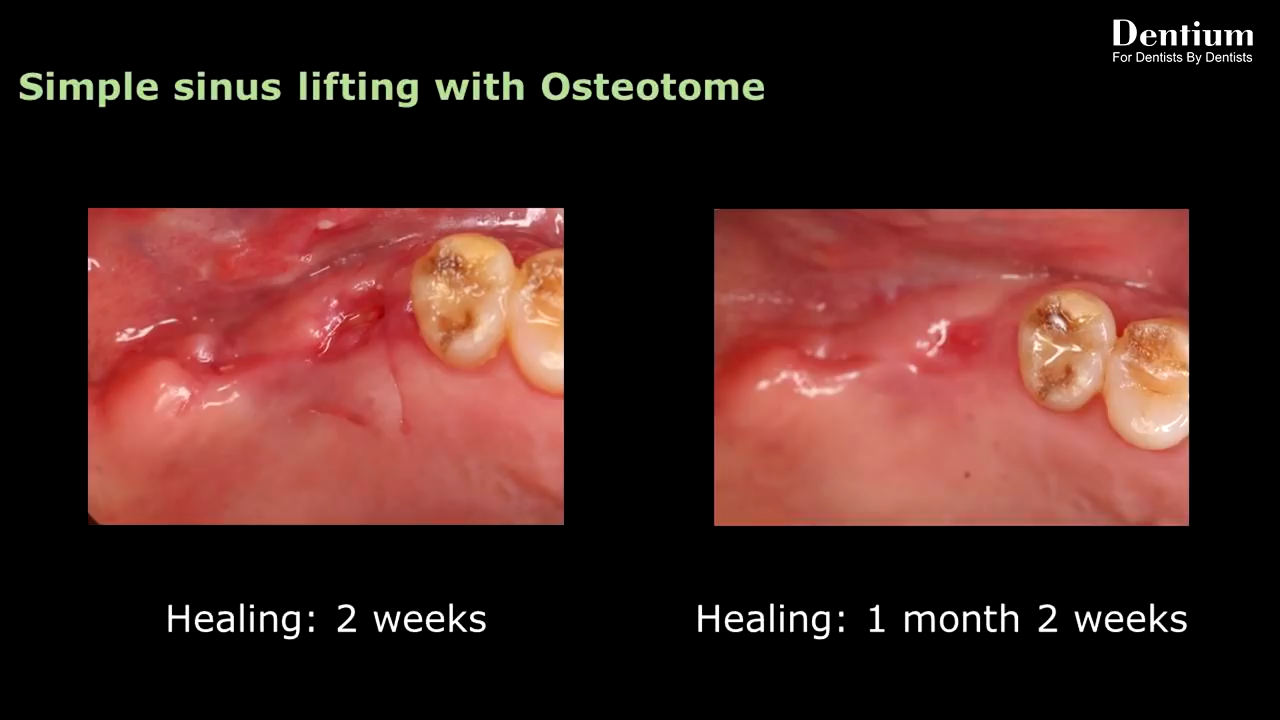 Dentium
For Dentists By Dentists
Simple sinus lifting with Osteotome
Healing: 2 weeks
Healing: 1 month 2 weeks